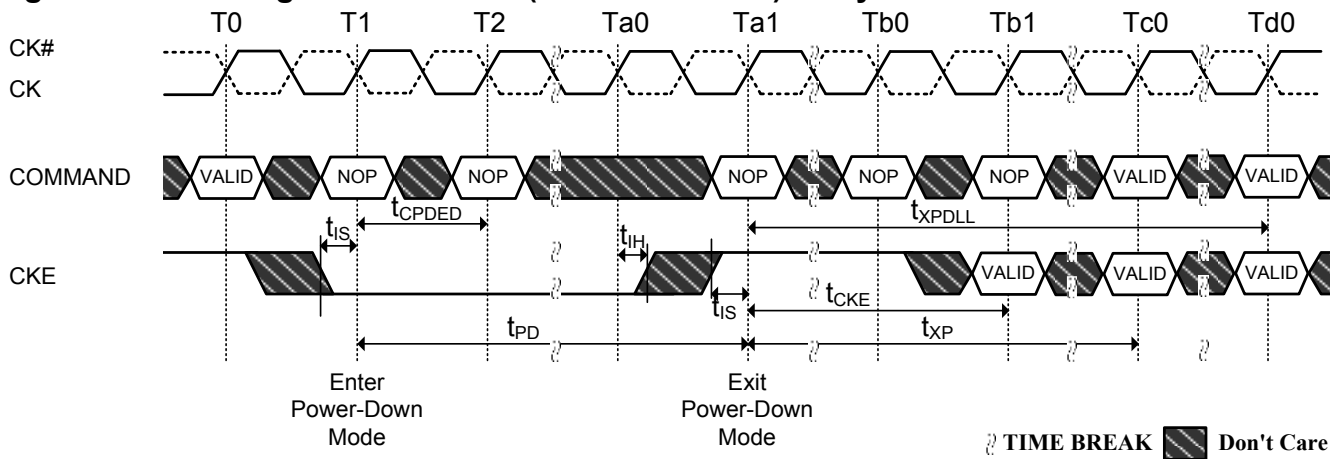 T0 T1 T2 Ta0 Ta1 Tb0 Tb1 Tc0 Td0
CK#
CK
COMMAND VALID NOP NOP NOP NOP NOP VALID VALID
tCPDED tXPDLL
tIS tIH
CKE VALID VALID VALID
tIS tCKE
tPD tXP
Enter
Power-Down
Mode
Exit
Power-Down
Mode
TIME BREAK Don't Care